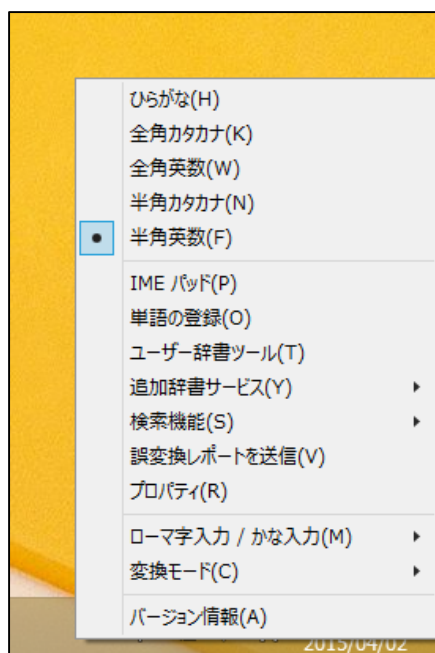 ひらがな(H)
全角カタカナ(K)
全角英数(W)
半角カタカナ(N)
半角英数(F)
IME パッド(P)
単語の登録(O)
ユーザー辞書ツール(T)
追加辞書サービス(Y)
検索機能(S)
誤変換レポートを送信(V)
プロパティ(R)
ローマ字入力 / かな入力(M)
変換モード(C)
バージョン情報(A)
2015/04/02